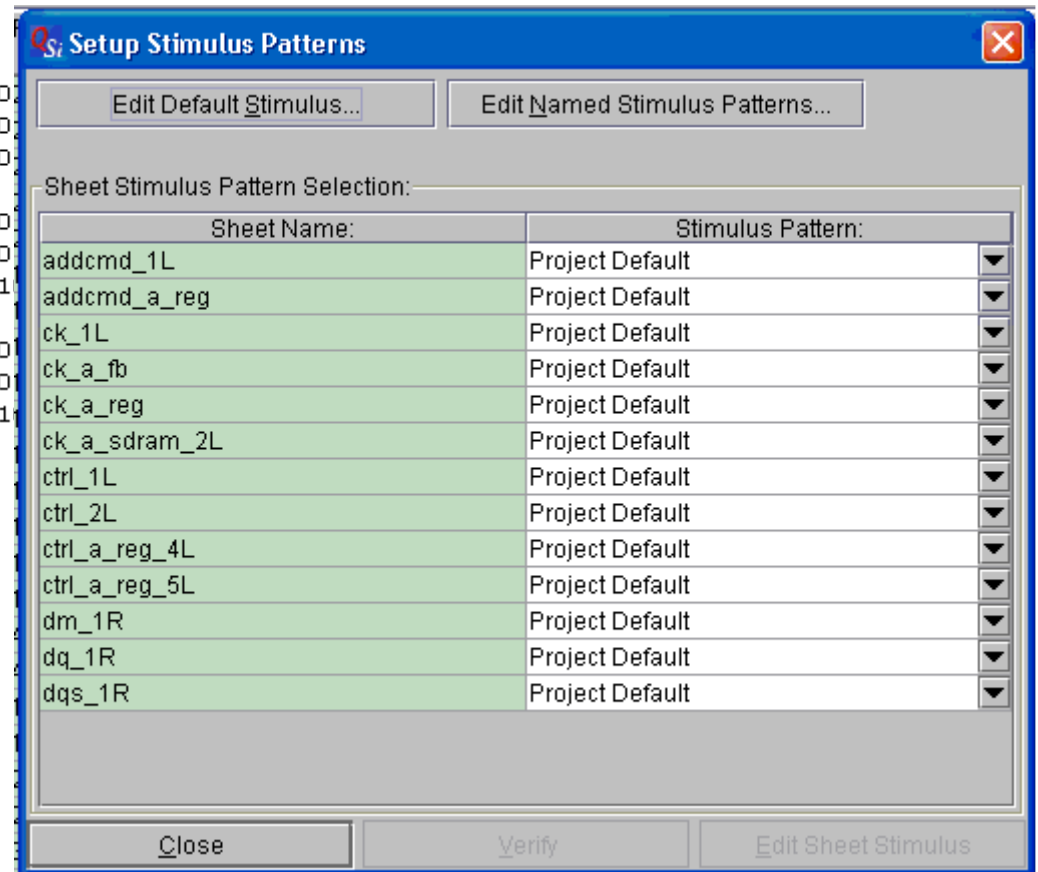 QSi Setup Stimulus Patterns
Edit Default Stimulus... Edit Named Stimulus Patterns...
Sheet Stimulus Pattern Selection:
Sheet Name: Stimulus Pattern:
addcmd_1L Project Default
addcmd_a_reg Project Default
ck_1L Project Default
ck_a_fb Project Default
ck_a_reg Project Default
ck_a_sdram_2L Project Default
ctrl_1L Project Default
ctrl_2L Project Default
ctrl_a_reg_4L Project Default
ctrl_a_reg_5L Project Default
dm_1R Project Default
dq_1R Project Default
dqs_1R Project Default
Close Verify Edit Sheet Stimulus